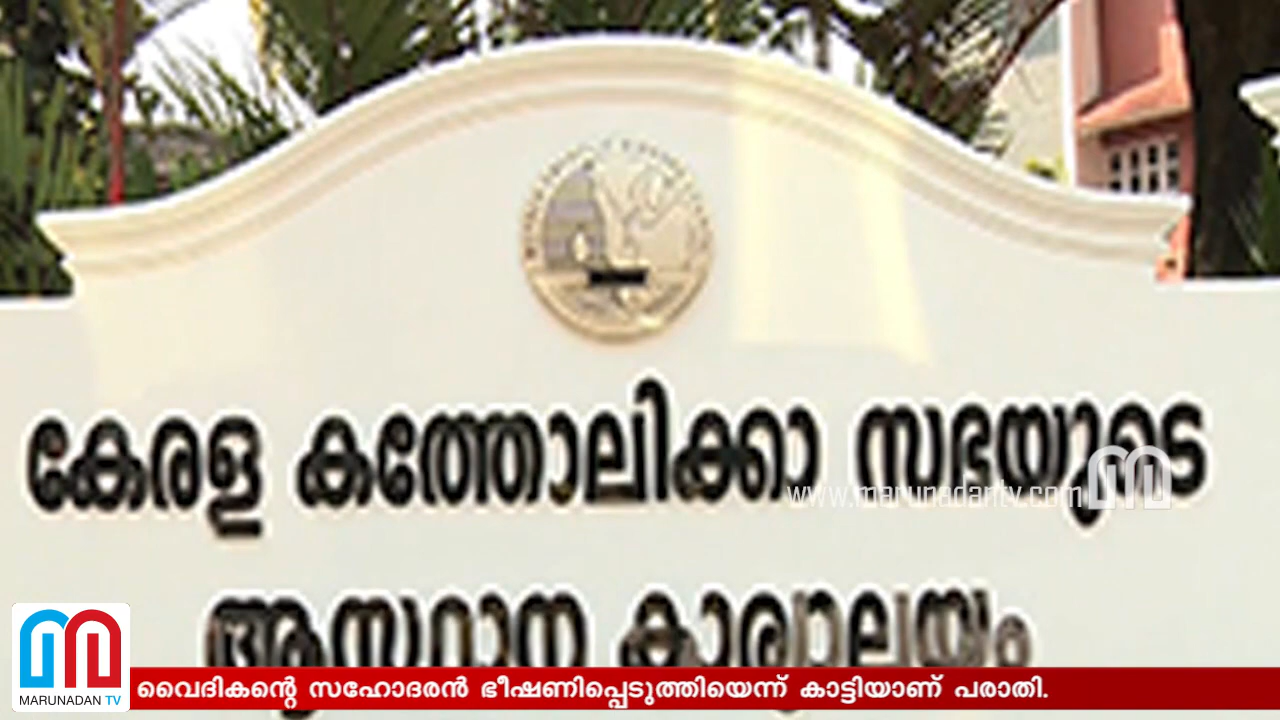 കേരള കത്തോലിക്കാ സഭയുടെ
www.marunadantv.com
ആസ്ഥാന കാര്യാലയം
MARUNADAN TV
വൈദികന്റെ സഹോദരൻ ഭീഷണിപ്പെടുത്തിയെന്ന് കാട്ടിയാണ് പരാതി.